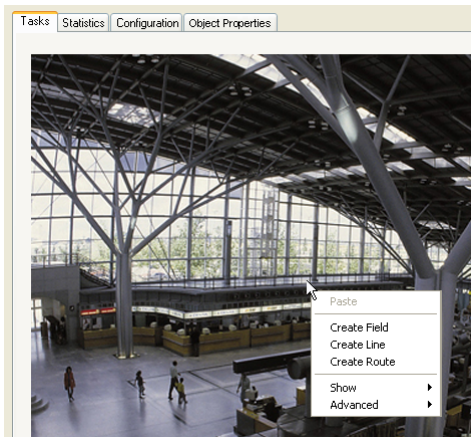 Tasks Statistics Configuration Object Properties
Paste
Create Field
Create Line
Create Route
Show
Advanced